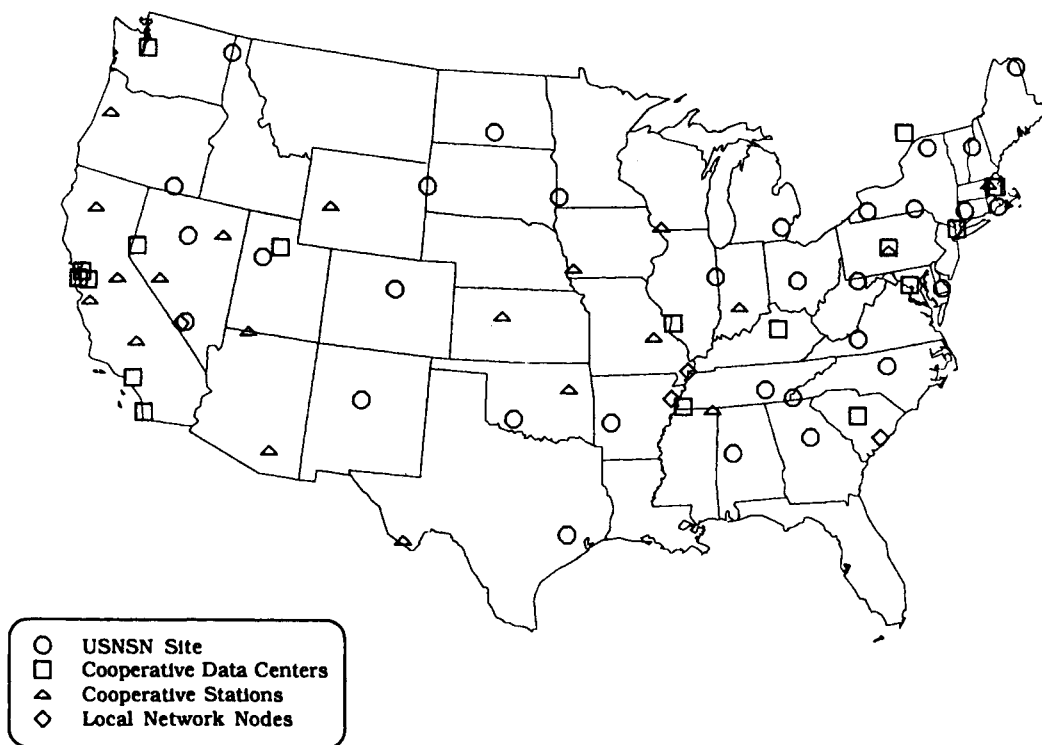 USNSN Site
Cooperative Data Centers
Cooperative Stations
Local Network Nodes